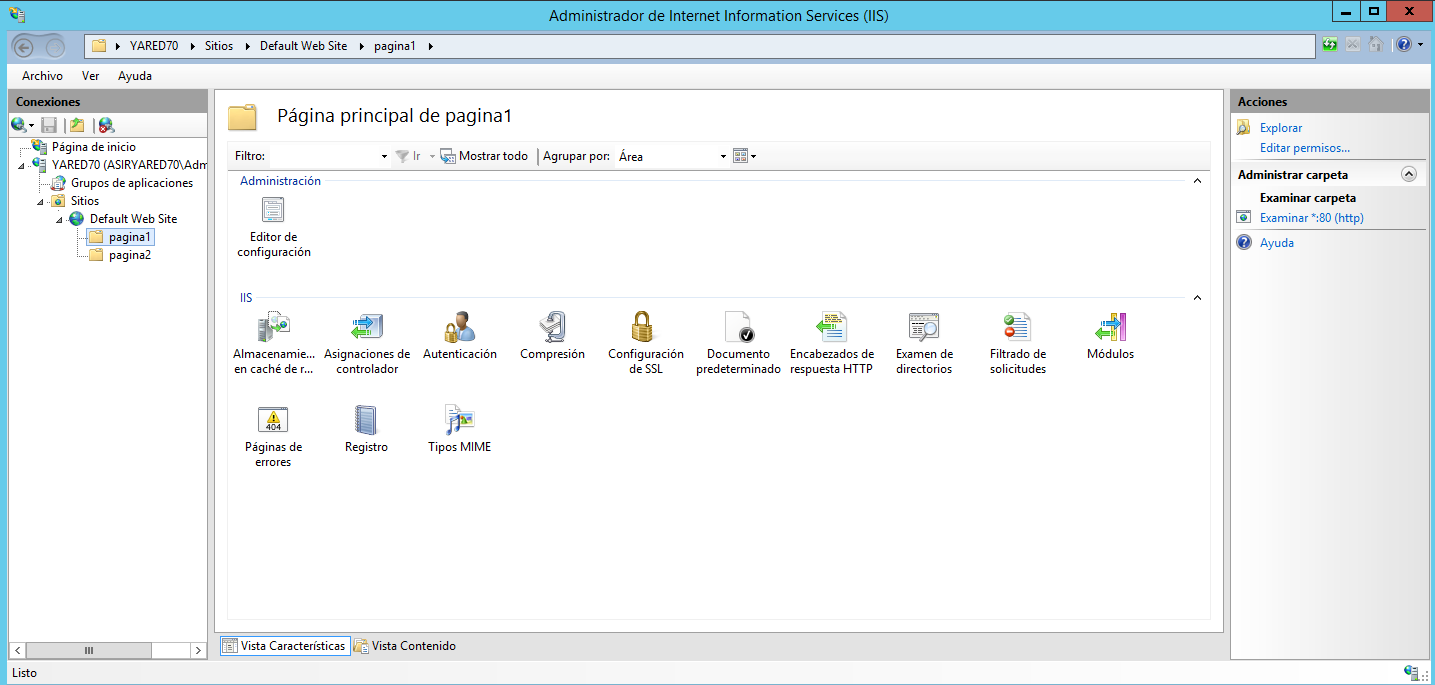 Administrador de Internet Information Services (IIS)
YARED70 Sitios Default Web Site pagina1
Archivo Ver Ayuda
Conexiones
Página de inicio
YARED70 (ASIRYARED70\Adm
Grupos de aplicaciones
Sitios
Default Web Site
pagina1
pagina2
Página principal de pagina1
Filtro: Ir Mostrar todo Agrupar por: Área
Administración
Editor de
configuración
IIS
Almacenamie...
en caché de r...
Asignaciones de
controlador
Autenticación
Compresión
Configuración
de SSL
Documento
predeterminado
Encabezados de
respuesta HTTP
Examen de
directorios
Filtrado de
solicitudes
Módulos
404
Páginas de
errores
Registro
Tipos MIME
Vista Características Vista Contenido
Acciones
Explorar
Editar permisos...
Administrar carpeta
Examinar carpeta
Examinar *:80 (http)
Ayuda
Listo